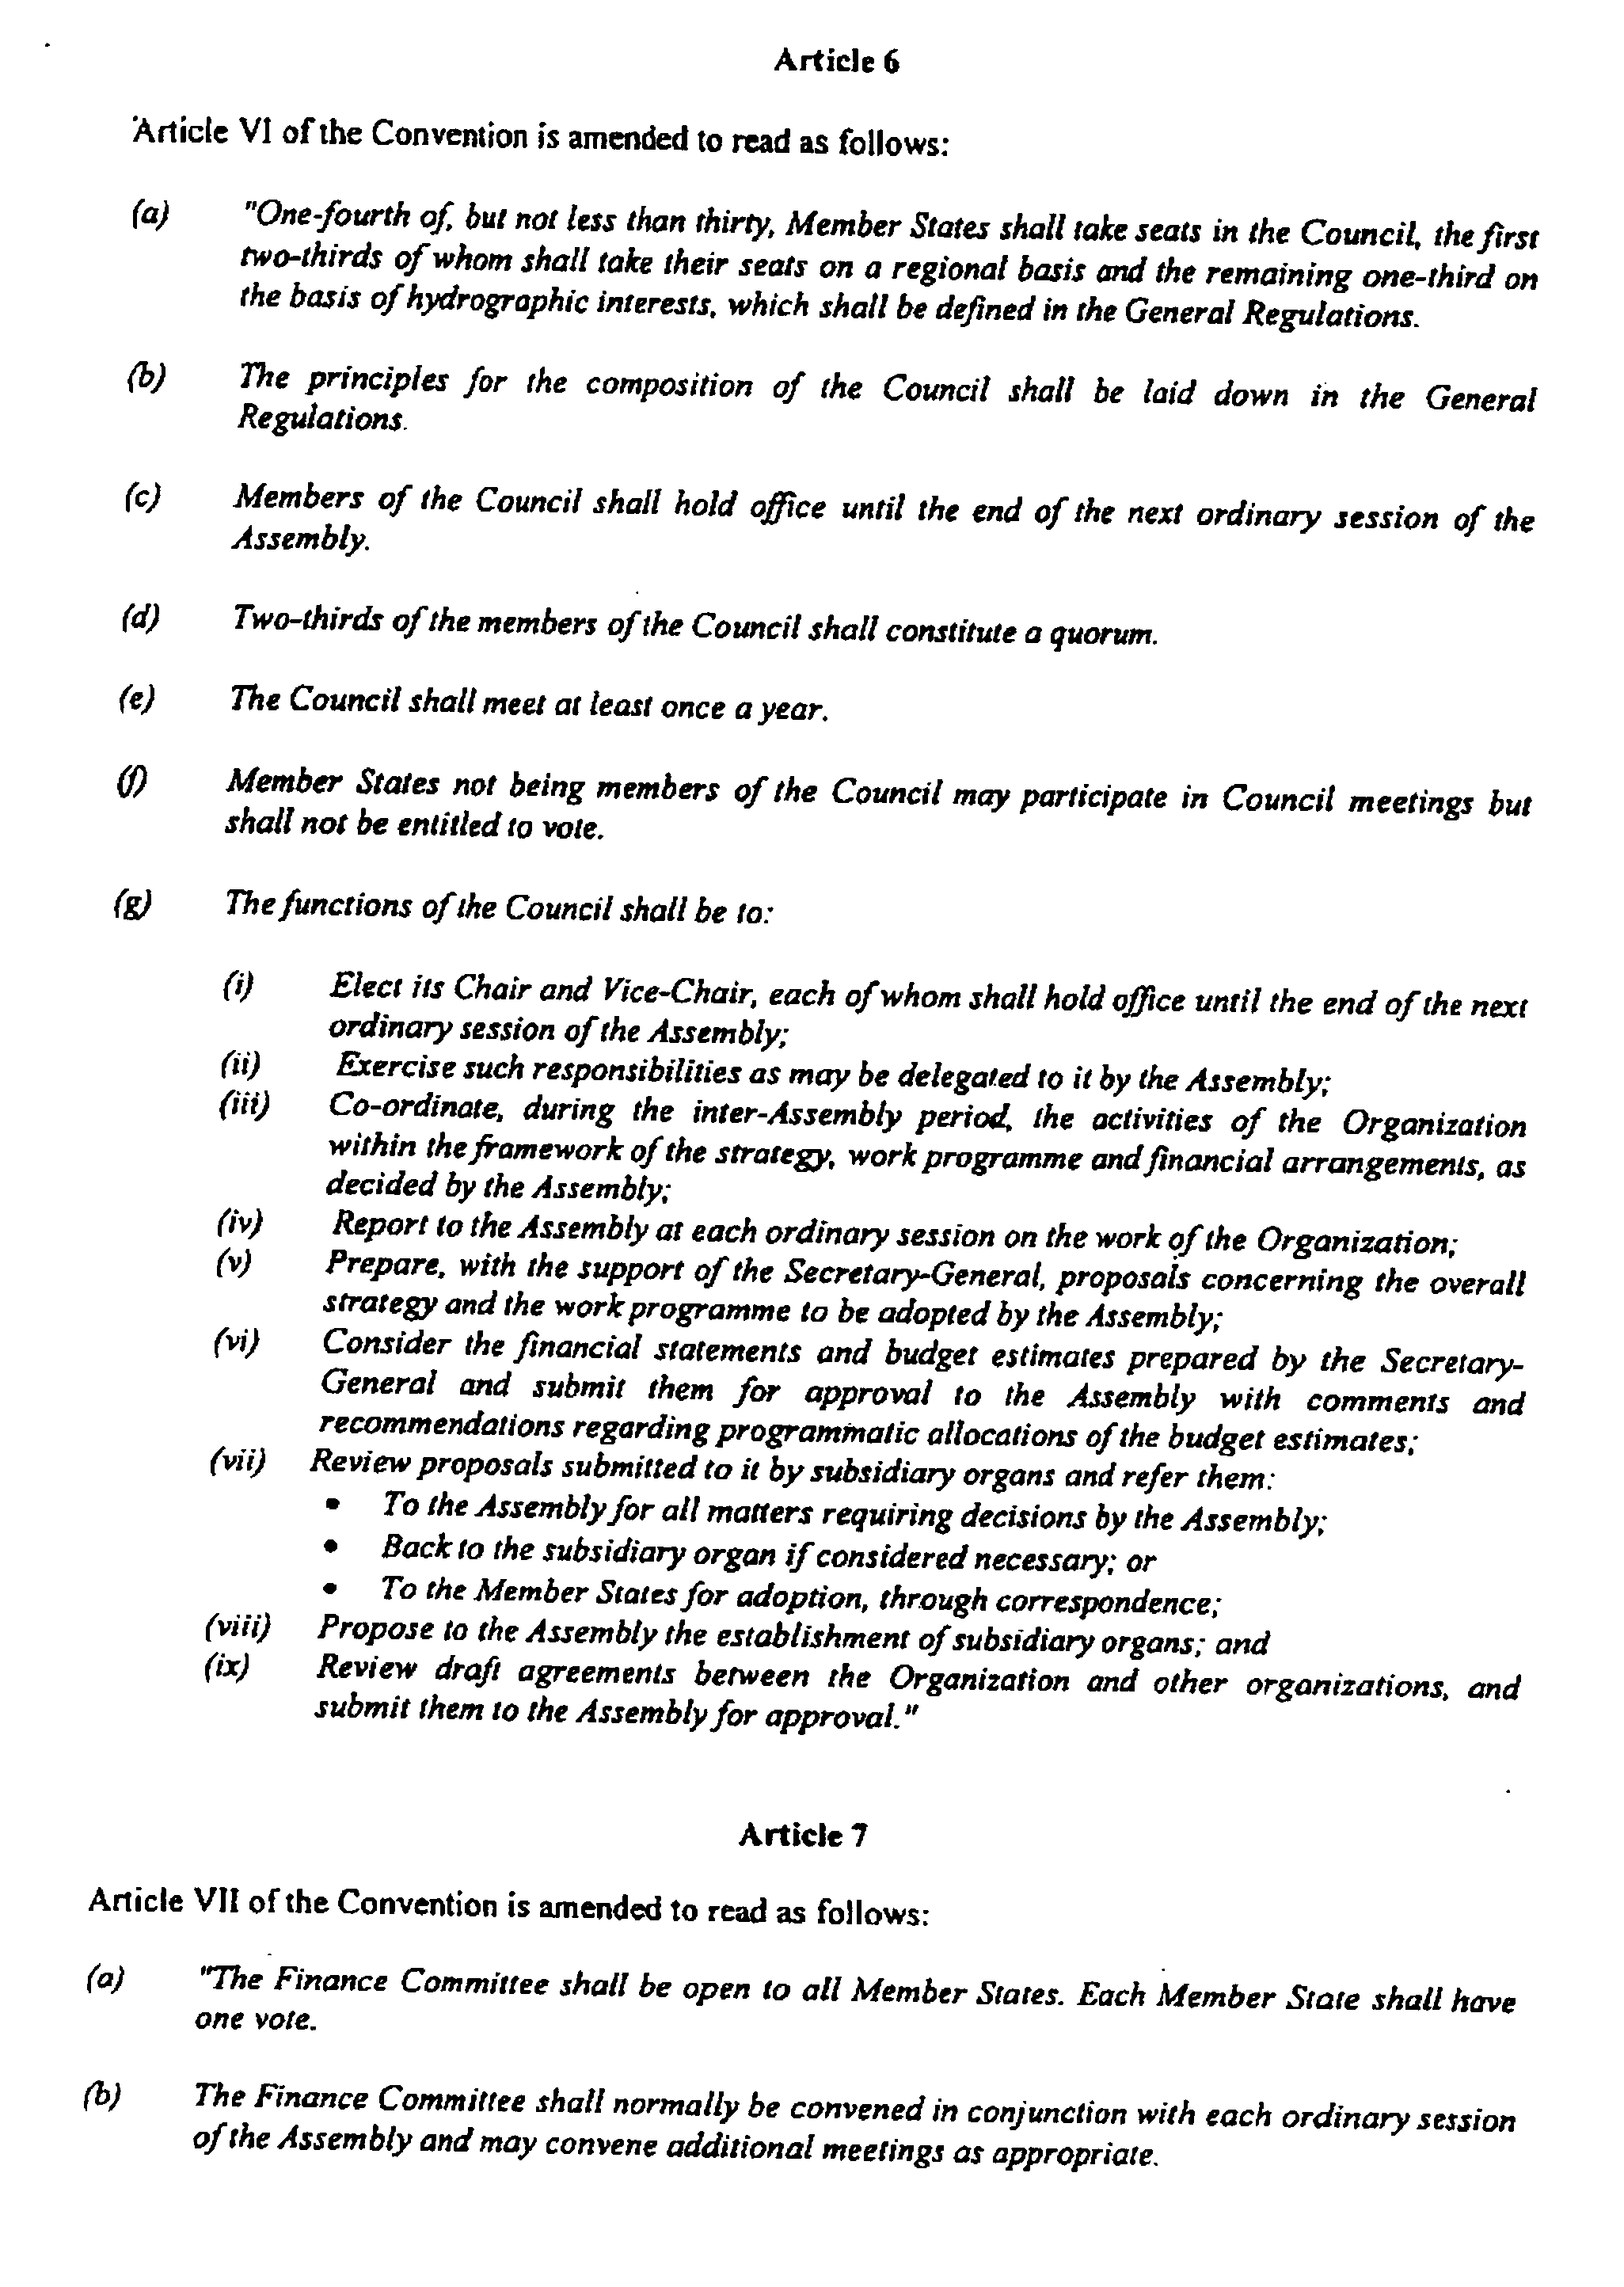 Article 6
Article VI of the Convention is amended to read as follows:
(a) "One-fourth of, but not less than thirty, Member States shall take seats in the Council, the first
two-thirds of whom shall take their seats on a regional basis and the remaining one-third on
the basis of hydrographic interests, which shall be defined in the General Regulations.
(b) The principles for the composition of the Council shall be laid down in the General
Regulations.
(c) Members of the Council shall hold office until the end of the next ordinary session of the
Assembly.
(d) Two-thirds of the members of the Council shall constitute a quorum.
(e) The Council shall meet at least once a year.
(f) Member States not being members of the Council may participate in Council meetings but
shall not be entitled to vote.
(g) The functions of the Council shall be to:
(i) Elect its Chair and Vice-Chair, each of whom shall hold office until the end of the next
ordinary session of the Assembly;
(ii) Exercise such responsibilities as may be delegated to it by the Assembly;
(iii) Co-ordinate, during the inter-Assembly period, the activities of the Organization
within the framework of the strategy, work programme and financial arrangements, as
decided by the Assembly;
(iv) Report to the Assembly at each ordinary session on the work of the Organization;
(v) Prepare, with the support of the Secretary-General, proposals concerning the overall
strategy and the work programme to be adopted by the Assembly;
(vi) Consider the financial statements and budget estimates prepared by the Secretary-
General and submit them for approval to the Assembly with comments and
recommendations regarding programmatic allocations of the budget estimates;
(vii) Review proposals submitted to it by subsidiary organs and refer them:
• To the Assembly for all matters requiring decisions by the Assembly;
• Back to the subsidiary organ if considered necessary; or
• To the Member States for adoption, through correspondence;
(viii) Propose to the Assembly the establishment of subsidiary organs; and
(ix) Review draft agreements between the Organization and other organizations, and
submit them to the Assembly for approval."
Article 7
Article VII of the Convention is amended to read as follows:
(a) "The Finance Committee shall be open to all Member States. Each Member State shall have
one vote.
(b) The Finance Committee shall normally be convened in conjunction with each ordinary session
of the Assembly and may convene additional meetings as appropriate.